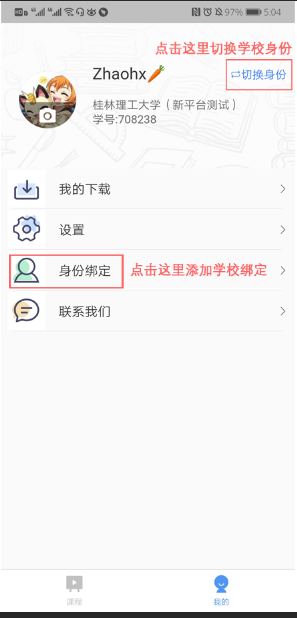 97% 5:04
点击这里切换学校身份
Zhaohx🥕
切换身份
桂林理工大学（新平台测试）
学号:708238
我的下载
设置
身份绑定
点击这里添加学校绑定
联系我们
课程
我的